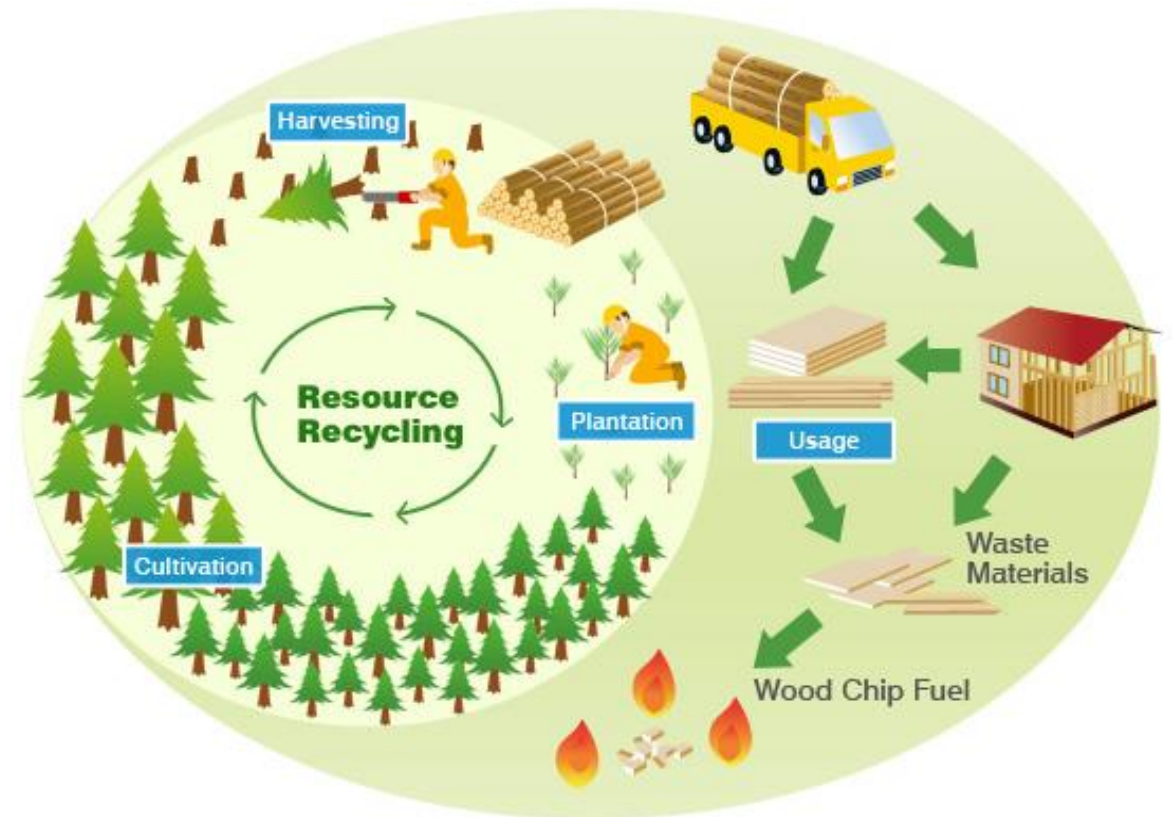 Harvesting
Resource
Recycling
Plantation
Usage
Cultivation
Waste
Materials
Wood Chip Fuel